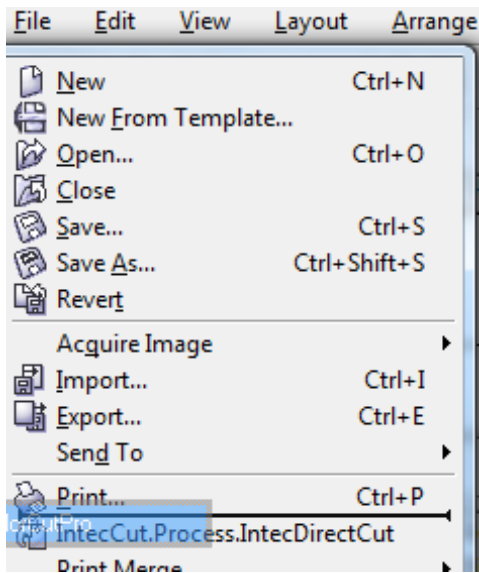 File Edit View Layout Arrange
New Ctrl+N
New From Template...
Open... Ctrl+O
Close
Save... Ctrl+S
Save As... Ctrl+Shift+S
Revert
Acquire Image
Import... Ctrl+I
Export... Ctrl+E
Send To
Print... Ctrl+P
IntecCut.Process.IntecDirectCut
Print Merge